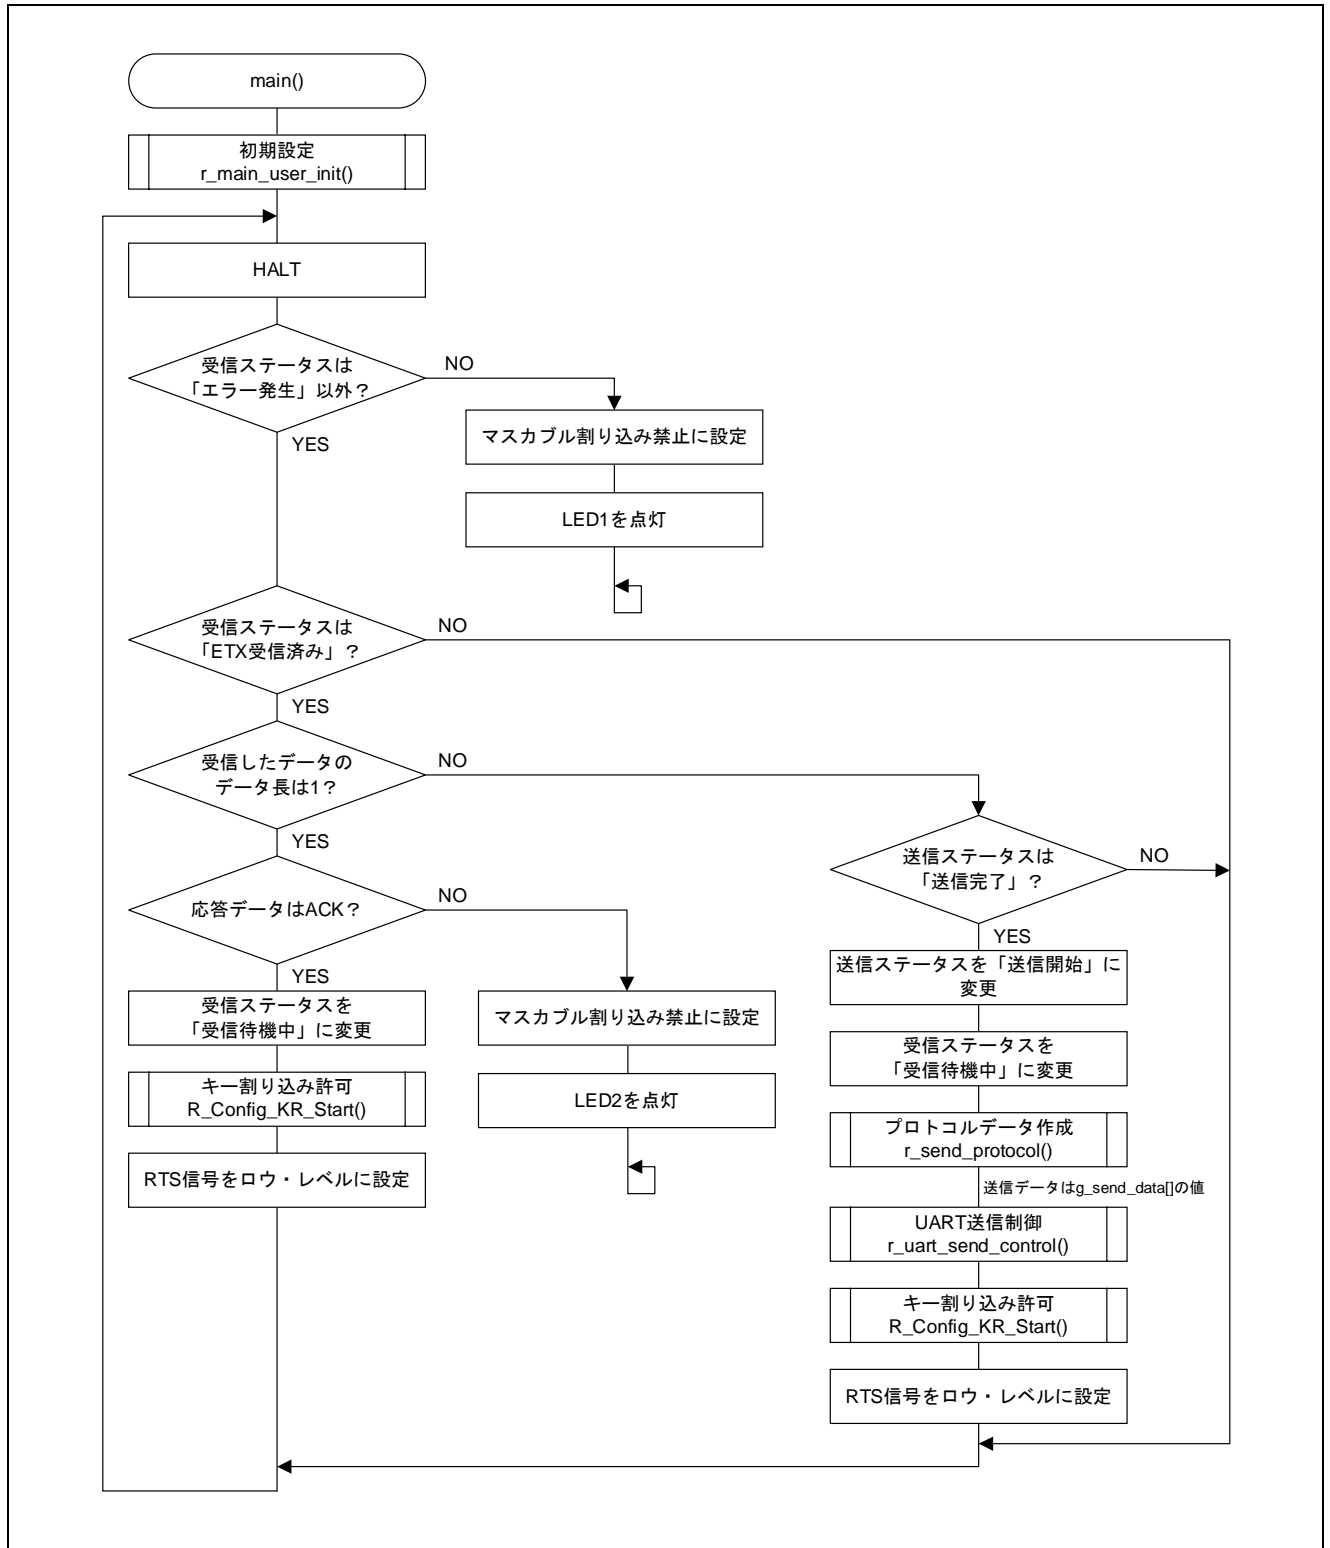 main()
初期設定
r_main_user_init()
HALT
受信ステータスは
「エラー発生」以外？
NO
YES
マスカブル割り込み禁止に設定
LED1を点灯
受信ステータスは
「ETX受信済み」？
NO
YES
受信したデータの
データ長は1？
NO
YES
送信ステータスは
「送信完了」？
NO
YES
応答データはACK？
NO
YES
送信ステータスを「送信開始」に
変更
受信ステータスを
「受信待機中」に変更
マスカブル割り込み禁止に設定
受信ステータスを
「受信待機中」に変更
キー割り込み許可
R_Config_KR_Start()
LED2を点灯
プロトコルデータ作成
r_send_protocol()
RTS信号をロウ・レベルに設定
送信データはg_send_data[]の値
UART送信制御
r_uart_send_control()
キー割り込み許可
R_Config_KR_Start()
RTS信号をロウ・レベルに設定